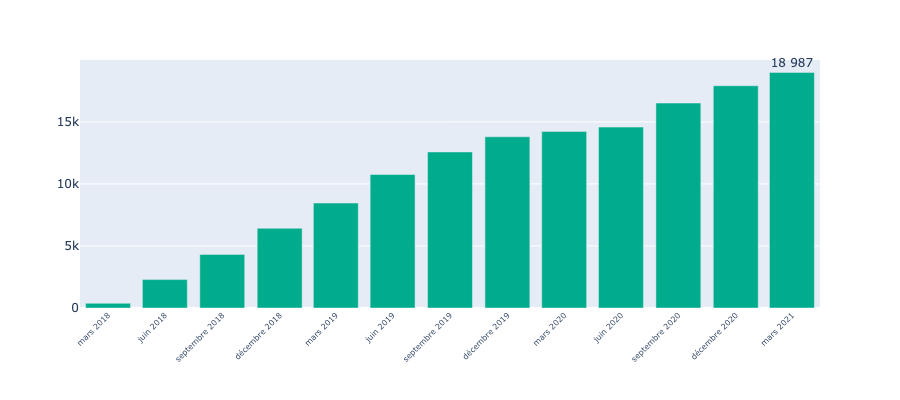 18 987
15k
10k
5k
0
mars 2018
juin 2018
septembre 2018
décembre 2018
mars 2019
juin 2019
septembre 2019
décembre 2019
mars 2020
juin 2020
septembre 2020
décembre 2020
mars 2021